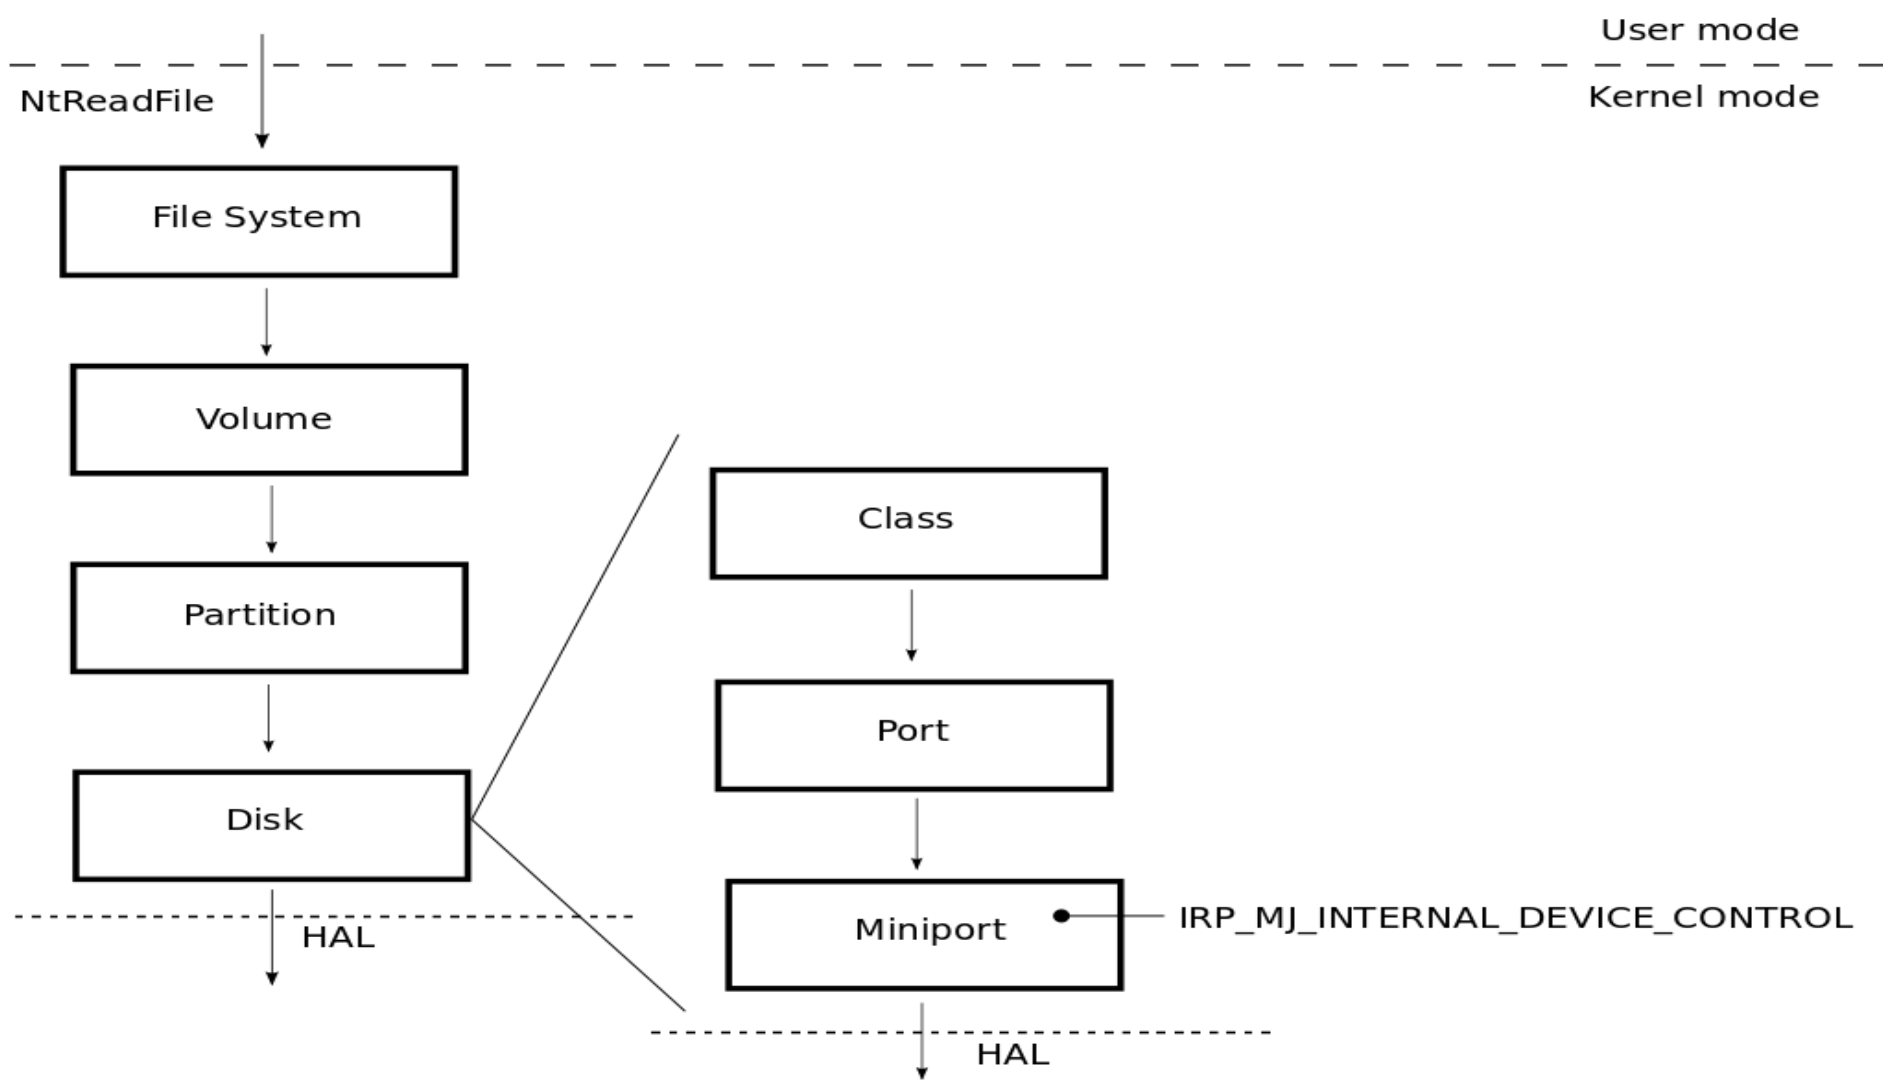 User mode
NtReadFile
Kernel mode
File System
Volume
Partition
Disk
HAL
Class
Port
Miniport
IRP_MJ_INTERNAL_DEVICE_CONTROL
HAL